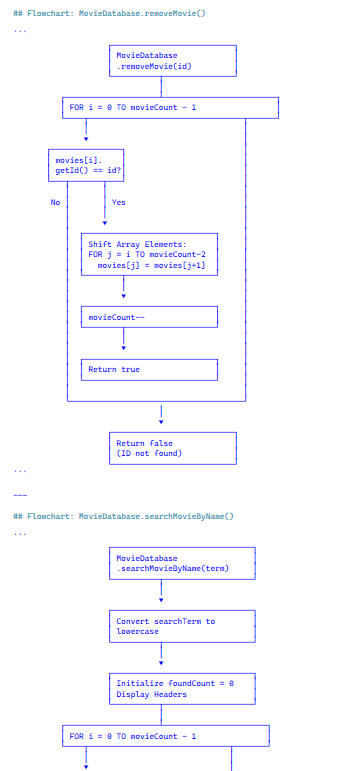 ## Flowchart: MovieDatabase.removeMovie()
...
MovieDatabase
.removeMovie(id)
FOR i = 0 TO movieCount - 1
movies[i].
getId() == id?
No Yes
Shift Array Elements:
FOR j = i TO movieCount-2
movies[j] = movies[j+1]
movieCount--
Return true
Return false
(ID not found)
...
---
## Flowchart: MovieDatabase.searchMovieByName()
...
MovieDatabase
.searchMovieByName(term)
Convert searchTerm to
lowercase
Initialize foundCount = 0
Display Headers
FOR i = 0 TO movieCount - 1